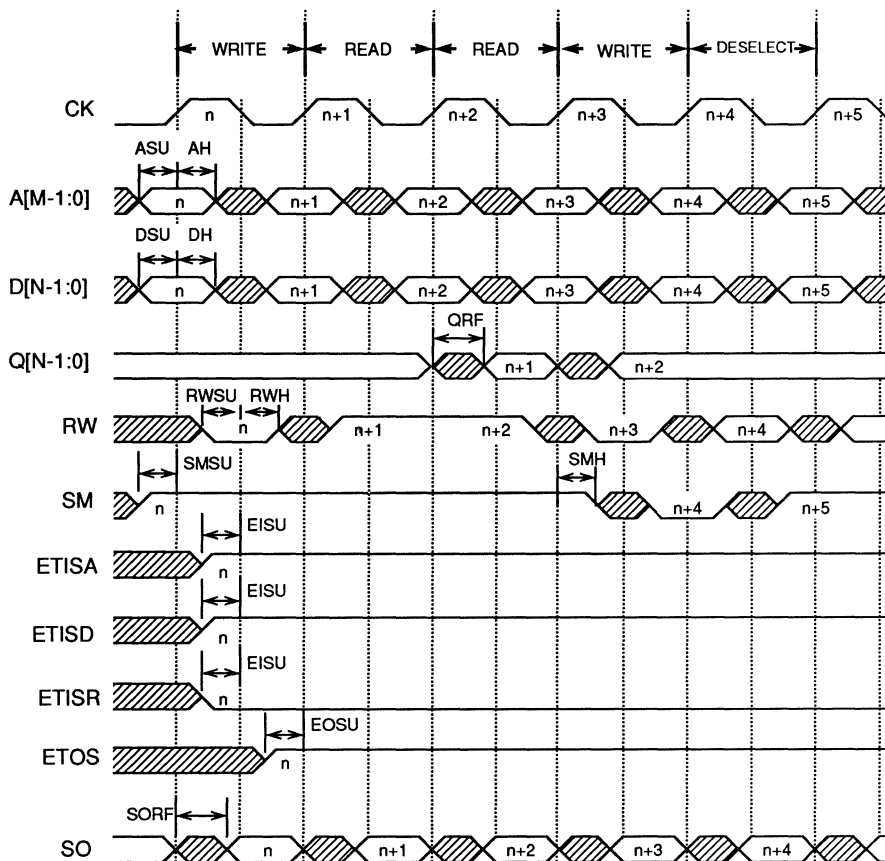 WRITE READ READ WRITE DESELECT
CK n n+1 n+2 n+3 n+4 n+5
ASU AH
A[M-1:0] n n+1 n+2 n+3 n+4 n+5
DSU DH
D[N-1:0] n n+1 n+2 n+3 n+4 n+5
QRF
Q[N-1:0] n+1 n+2
RWSU RWH
RW n n+1 n+2 n+3 n+4
SMSU SMH
SM n n+4 n+5
EISU
ETISA n
EISU
ETISD n
EISU
ETISR n
EOSU
ETOS n
SORF
SO n n+1 n+2 n+3 n+4